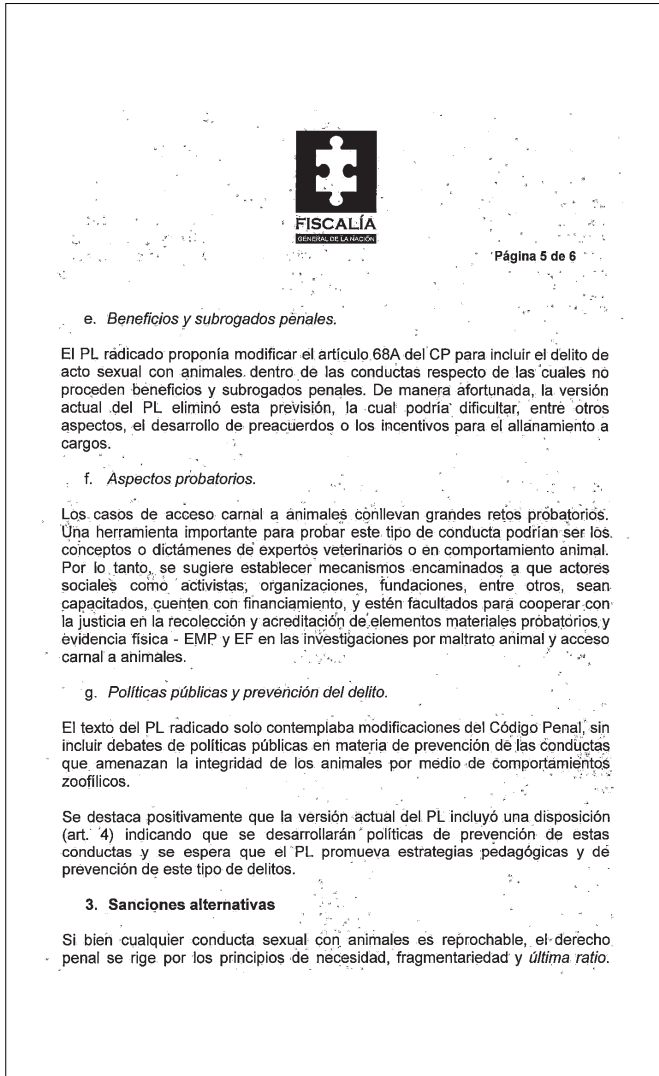 FISCALÍA
GENERAL DE LA NACIÓN
Página 5 de 6
e. Beneficios y subrogados penales.
El PL radicado proponía modificar el artículo 68A del CP para incluir el delito de
acto sexual con animales dentro de las conductas respecto de las cuales no
proceden beneficios y subrogados penales. De manera afortunada, la versión
actual del PL eliminó esta previsión, la cual podría dificultar, entre otros
aspectos, el desarrollo de preacuerdos o los incentivos para el allanamiento a
cargos.
f. Aspectos probatorios.
Los casos de acceso carnal a animales conllevan grandes retos probatorios.
Una herramienta importante para probar este tipo de conducta podrían ser los
conceptos o dictámenes de expertos veterinarios o en comportamiento animal.
Por lo tanto, se sugiere establecer mecanismos encaminados a que actores
sociales como activistas, organizaciones, fundaciones, entre otros, sean
capacitados, cuenten con financiamiento, y estén facultados para cooperar con
la justicia en la recolección y acreditación de elementos materiales probatorios y
evidencia física - EMP y EF en las investigaciones por maltrato animal y acceso
carnal a animales.
g. Políticas públicas y prevención del delito.
El texto del PL radicado solo contemplaba modificaciones del Código Penal, sin
incluir debates de políticas públicas en materia de prevención de las conductas
que amenazan la integridad de los animales por medio de comportamientos
zoofílicos.
Se destaca positivamente que la versión actual del PL incluyó una disposición
(art. 4) indicando que se desarrollarán políticas de prevención de estas
conductas y se espera que el PL promueva estrategias pedagógicas y de
prevención de este tipo de delitos.
3. Sanciones alternativas
Si bien cualquier conducta sexual con animales es reprochable, el derecho
penal se rige por los principios de necesidad, fragmentariedad y última ratio.